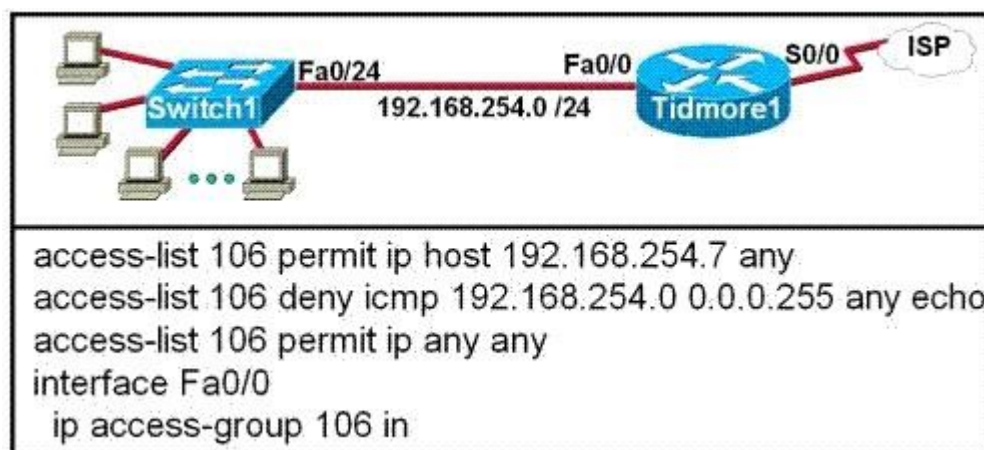 Fa0/24
Fa0/0
S0/0
ISP
Switch1
192.168.254.0 /24
Tidmore1
access-list 106 permit ip host 192.168.254.7 any
access-list 106 deny icmp 192.168.254.0 0.0.0.255 any echo
access-list 106 permit ip any any
interface Fa0/0
ip access-group 106 in